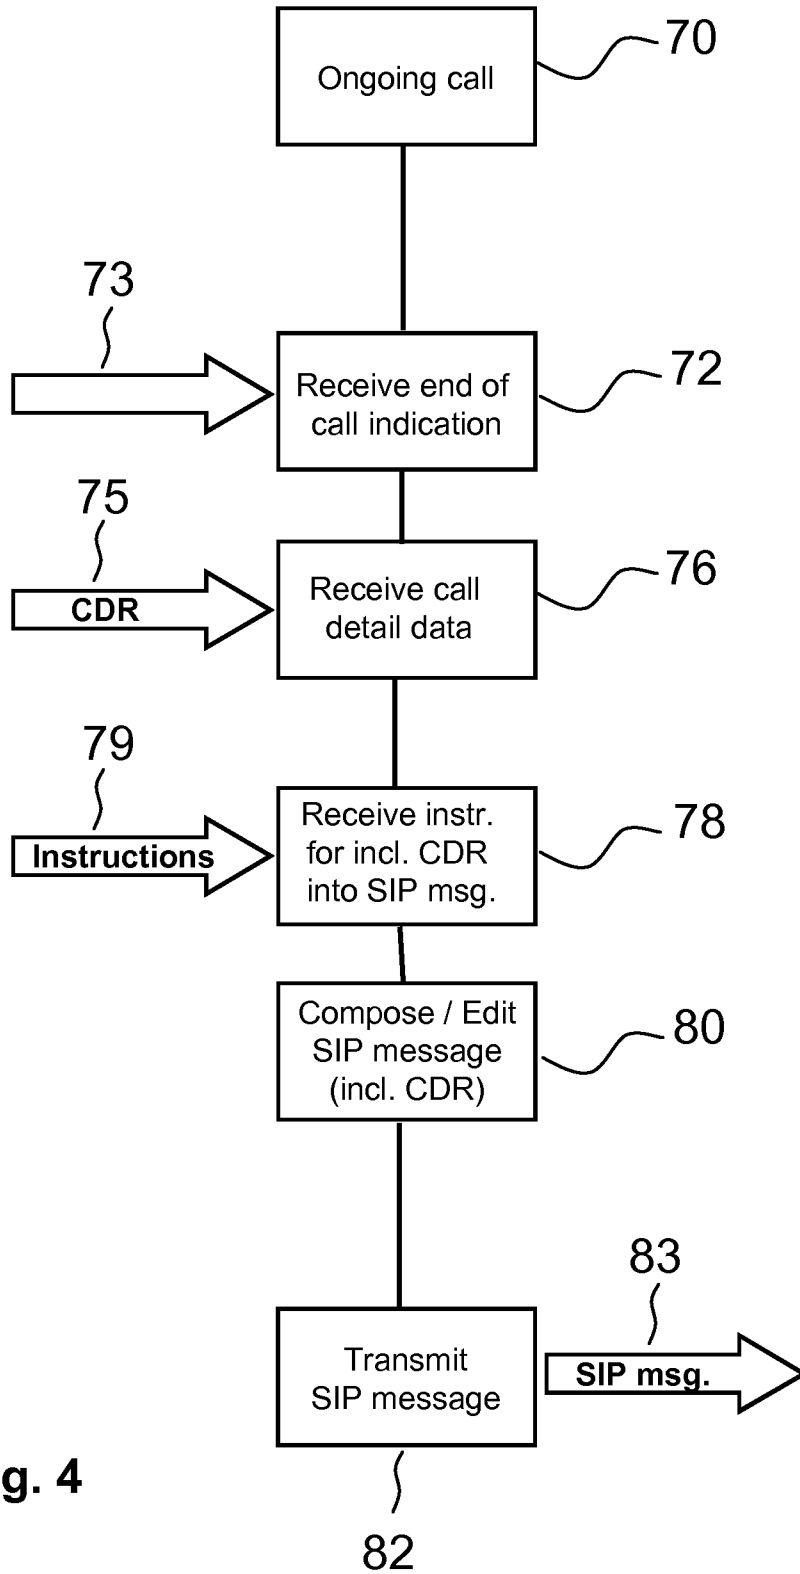 70
Ongoing call
73
72
Receive end of
call indication
75
76
CDR
Receive call
detail data
79
78
Instructions
Receive instr.
for incl. CDR
into SIP msg.
80
Compose / Edit
SIP message
(incl. CDR)
83
Transmit
SIP message
SIP msg.
g. 4
82